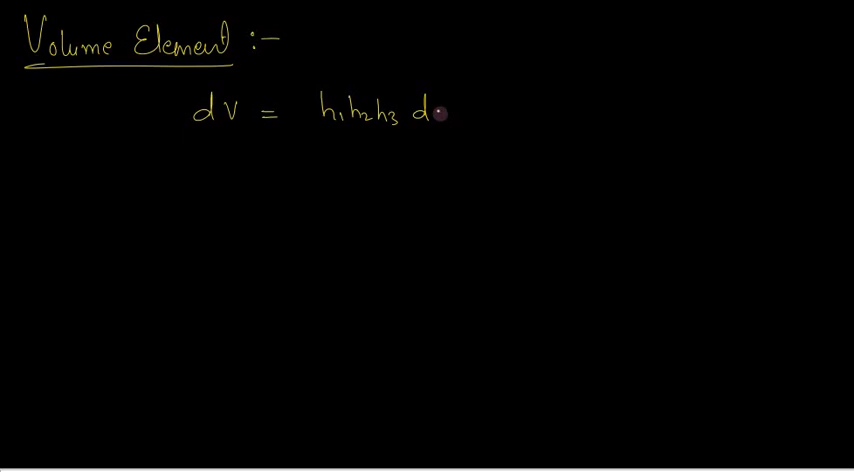 Volume Element :-
dV = h₁h₂h₃ d